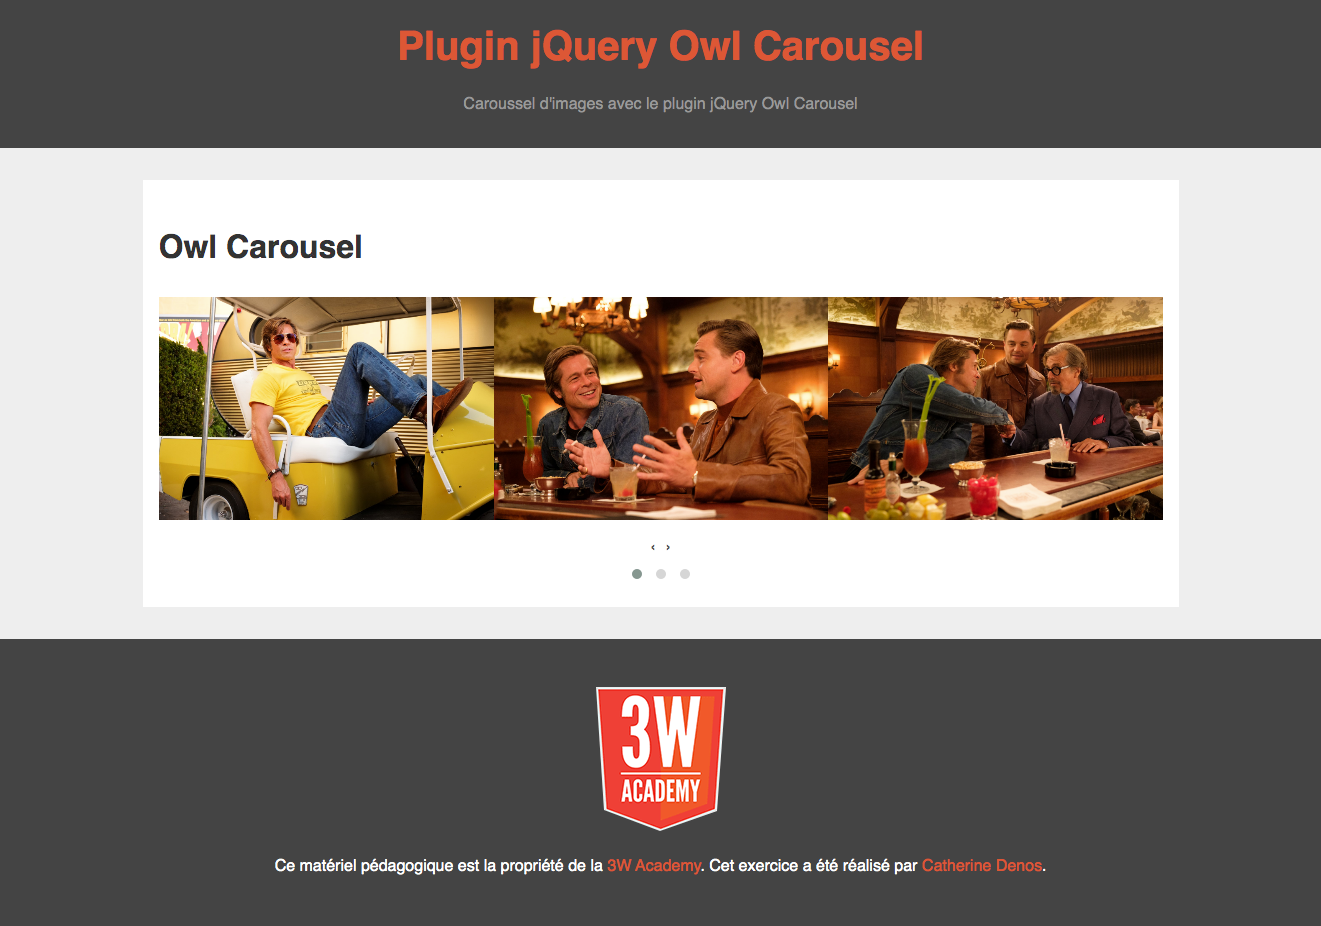 Plugin jQuery Owl Carousel
Caroussel d'images avec le plugin jQuery Owl Carousel
Owl Carousel
‹ ›
3W
ACADEMY
Ce matériel pédagogique est la propriété de la 3W Academy. Cet exercice a été réalisé par Catherine Denos.